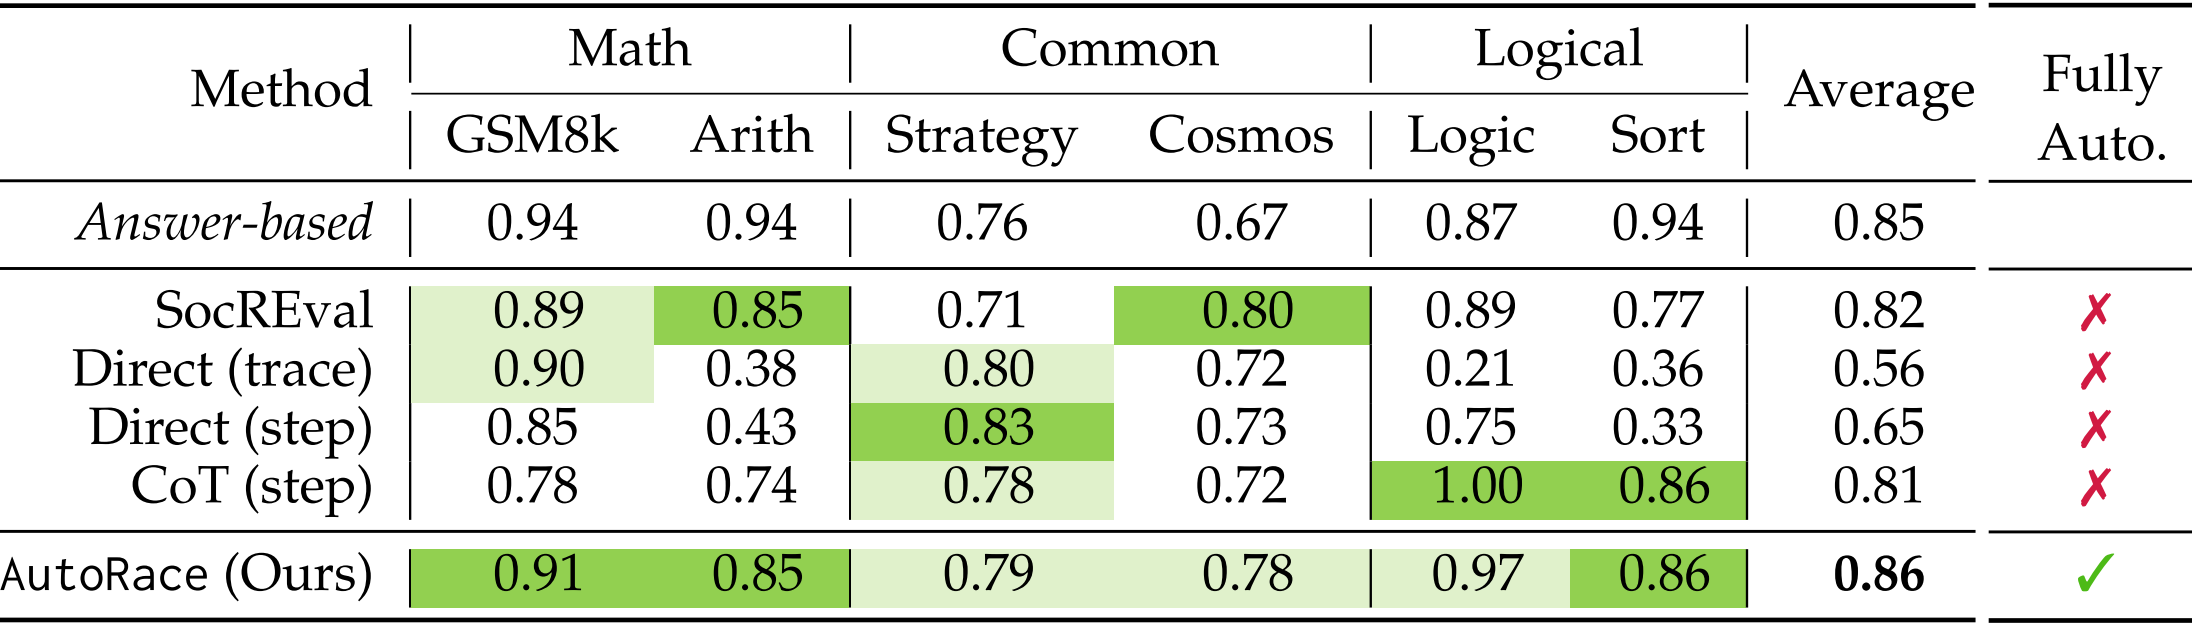 Method Math Common Logical Average Fully Auto.
GSM8k Arith Strategy Cosmos Logic Sort
Answer-based 0.94 0.94 0.76 0.67 0.87 0.94 0.85
SocREval 0.89 0.85 0.71 0.80 0.89 0.77 0.82 ✗
Direct (trace) 0.90 0.38 0.80 0.72 0.21 0.36 0.56 ✗
Direct (step) 0.85 0.43 0.83 0.73 0.75 0.33 0.65 ✗
CoT (step) 0.78 0.74 0.78 0.72 1.00 0.86 0.81 ✗
AutoRace (Ours) 0.91 0.85 0.79 0.78 0.97 0.86 0.86 ✓